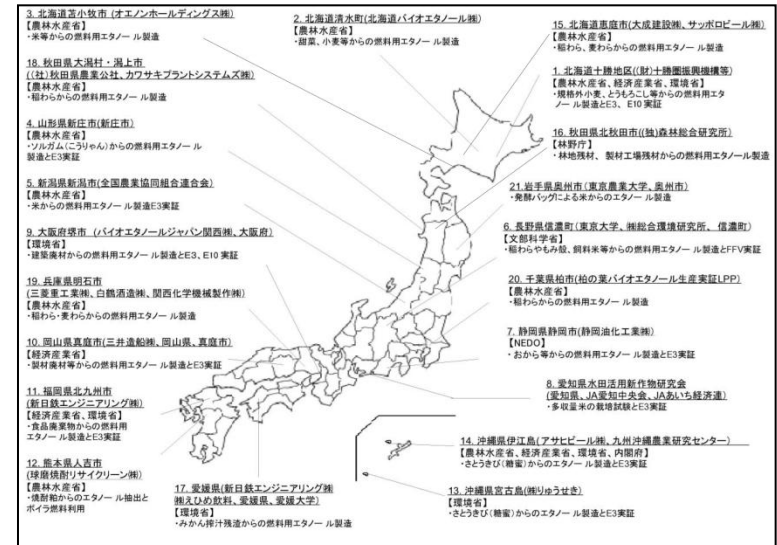 3. 北海道苫小牧市 (オエノンホールディングス㈱)
【農林水産省】
・米等からの燃料用エタノール製造
2. 北海道清水町(北海道バイオエタノール㈱)
【農林水産省】
・甜菜、小麦等からの燃料用エタノール製造
15. 北海道恵庭市(大成建設㈱、サッポロビール㈱)
【農林水産省】
・稲わら、麦わらからの燃料用エタノール製造
18. 秋田県大潟村・潟上市
((社)秋田県農業公社、カワサキプラントシステムズ㈱)
【農林水産省】
・稲わらからの燃料用エタノール製造
1. 北海道十勝地区((財)十勝圏振興機構等)
【農林水産省、経済産業省、環境省】
・規格外小麦、とうもろこし等からの燃料用エタ
ノール製造とE3、E10実証
4. 山形県新庄市(新庄市)
【農林水産省】
・ソルガム(こうりゃん)からの燃料用エタノール
製造とE3実証
16. 秋田県北秋田市((独)森林総合研究所)
【林野庁】
・林地残材、製材工場残材からの燃料用エタノール製造
5. 新潟県新潟市(全国農業協同組合連合会)
【農林水産省】
・米からの燃料用エタノール製造E3実証
21.岩手県奥州市(東京農業大学、奥州市)
・発酵バッグによる米からのエタノール製造
9. 大阪府堺市 (バイオエタノールジャパン関西㈱、大阪府)
【環境省】
・建築廃材からの燃料用エタノール製造とE3、E10実証
6. 長野県信濃町(東京大学、㈱総合環境研究所、信濃町)
【文部科学省】
・稲わらやもみ殻、飼料米等からの燃料用エタノール製造とFFV実証
19. 兵庫県明石市
(三菱重工業㈱、白鶴酒造㈱、関西化学機械製作㈱)
【農林水産省】
・稲わら・麦わらからの燃料用エタノール製造
20. 千葉県柏市(柏の葉バイオエタノール生産実証LPP)
【農林水産省】
・稲わらからの燃料用エタノール製造
10. 岡山県真庭市(三井造船㈱、岡山県、真庭市)
【経済産業省】
・製材廃材等からの燃料用エタノール製造とE3実証
7. 静岡県静岡市(静岡油化工業㈱)
【NEDO】
・おから等からの燃料用エタノール製造とE3実証
11. 福岡県北九州市
(新日鉄エンジニアリング㈱)
【経済産業省、環境省】
・食品廃棄物からの燃料用
エタノール製造とE3実証
8. 愛知県水田活用新作物研究会
(愛知県、JA愛知中央会、JAあいち経済連)
・多収量米の栽培試験とE3実証
12. 熊本県人吉市
(球磨焼酎リサイクリーン㈱)
【農林水産省】
・焼酎粕からのエタノール抽出と
ボイラ燃料利用
17. 愛媛県(新日鉄エンジニアリング㈱
㈱えひめ飲料、愛媛県、愛媛大学)
【環境省】
・みかん搾汁残渣からの燃料用エタノール製造
14. 沖縄県伊江島(アサヒビール㈱、九州沖縄農業研究センター)
【農林水産省、経済産業省、環境省、内閣府】
・さとうきび(糖蜜)からのエタノール製造とE3実証
13. 沖縄県宮古島(㈱りゅうせき)
【環境省】
・さとうきび(糖蜜)からのエタノール製造とE3実証